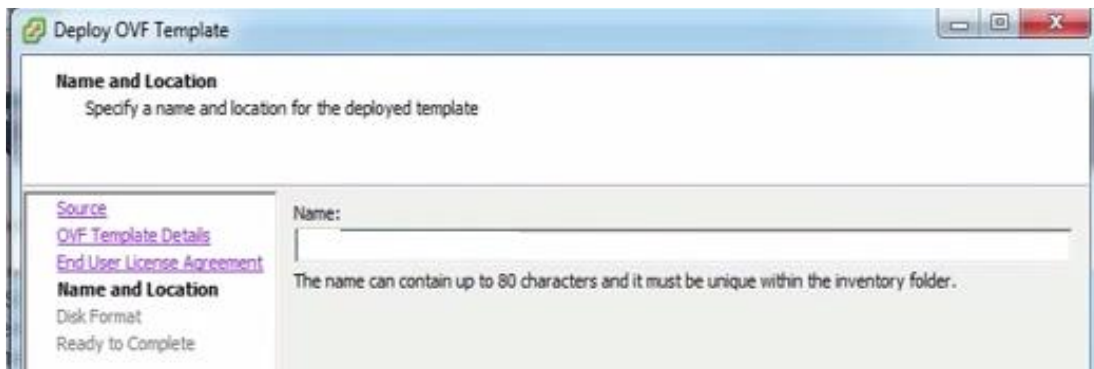 Deploy OVF Template
Name and Location
Specify a name and location for the deployed template
Source
OVF Template Details
End User License Agreement
Name and Location
Disk Format
Ready to Complete
Name:
The name can contain up to 80 characters and it must be unique within the inventory folder.